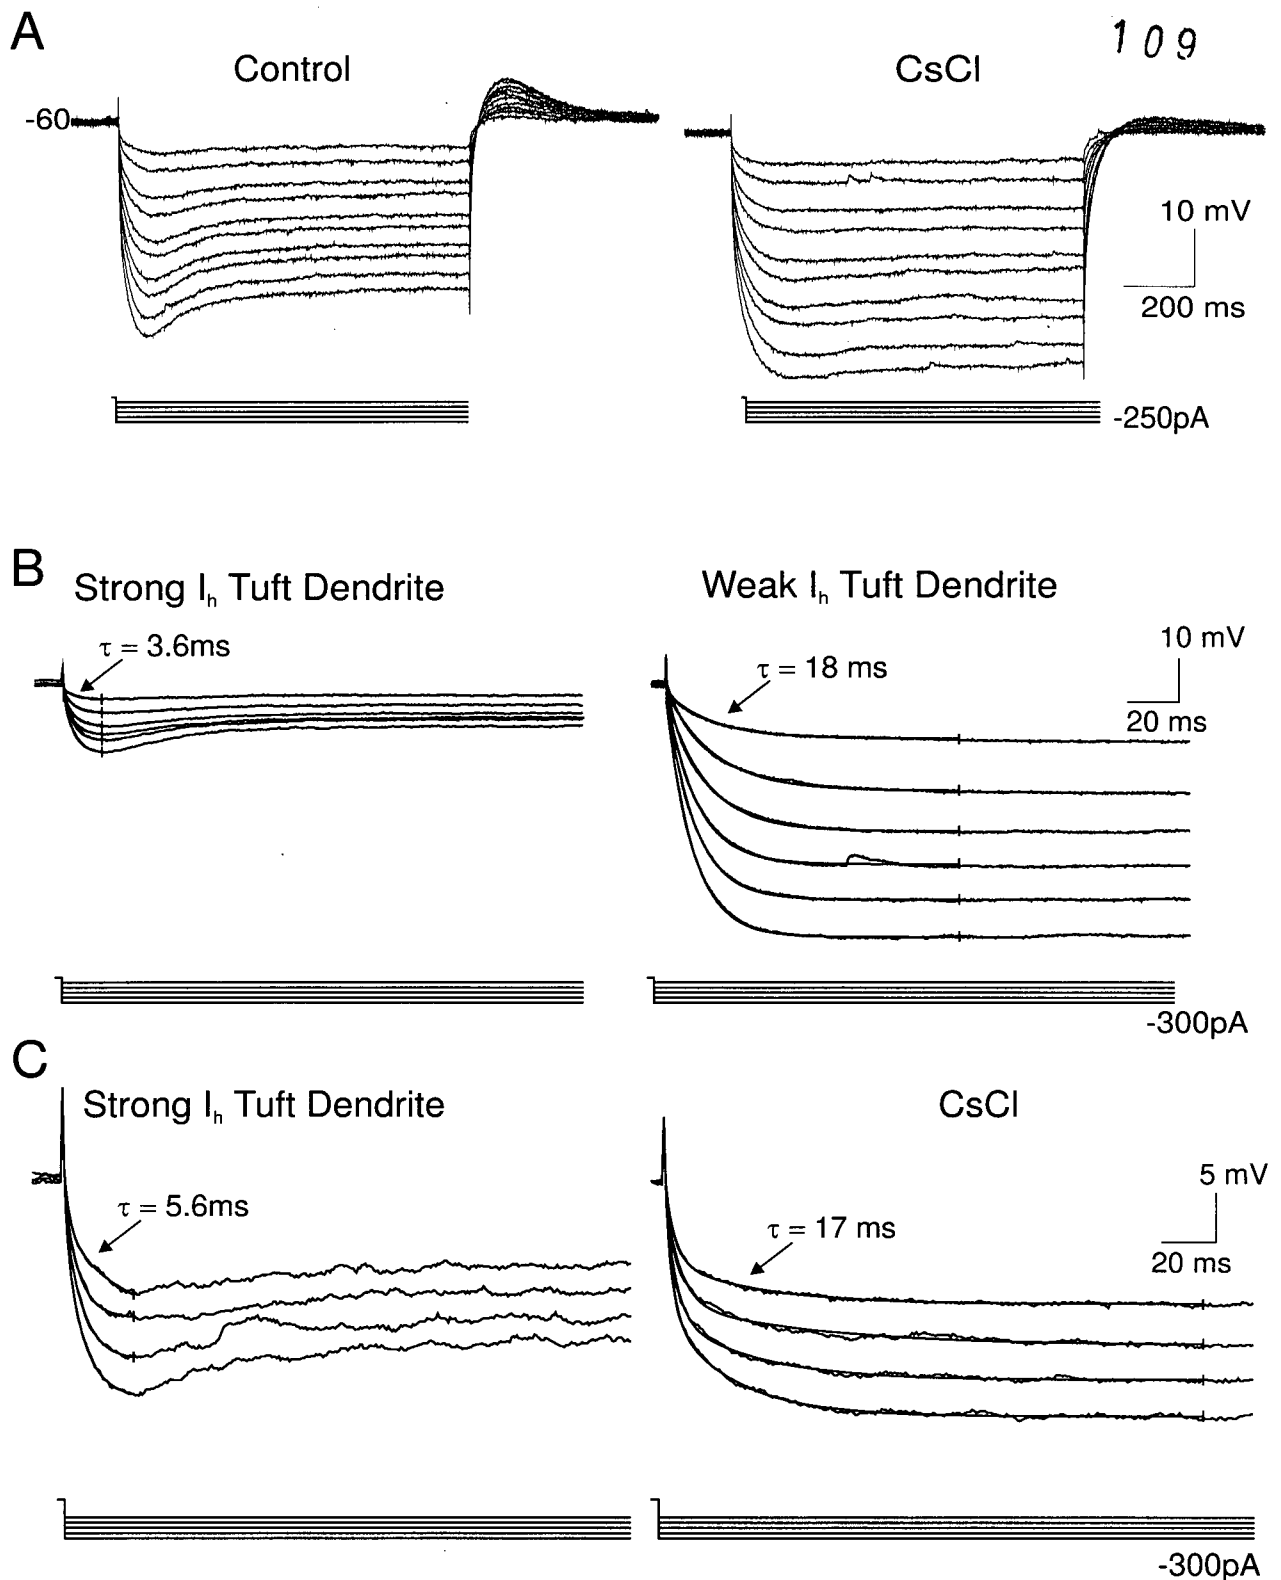 A
109
Control
CsCl
-60
10 mV
200 ms
-250pA
B
Strong Ih Tuft Dendrite
Weak Ih Tuft Dendrite
τ = 3.6ms
τ = 18 ms
10 mV
20 ms
-300pA
C
Strong Ih Tuft Dendrite
CsCl
τ = 5.6ms
τ = 17 ms
5 mV
20 ms
-300pA